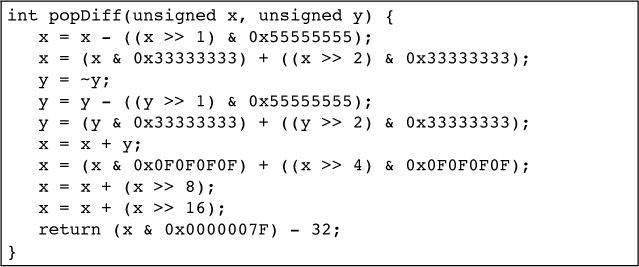 int popDiff(unsigned x, unsigned y) {
   x = x - ((x >> 1) & 0x55555555);
   x = (x & 0x33333333) + ((x >> 2) & 0x33333333);
   y = ~y;
   y = y - ((y >> 1) & 0x55555555);
   y = (y & 0x33333333) + ((y >> 2) & 0x33333333);
   x = x + y;
   x = (x & 0x0F0F0F0F) + ((x >> 4) & 0x0F0F0F0F);
   x = x + (x >> 8);
   x = x + (x >> 16);
   return (x & 0x0000007F) - 32;
}